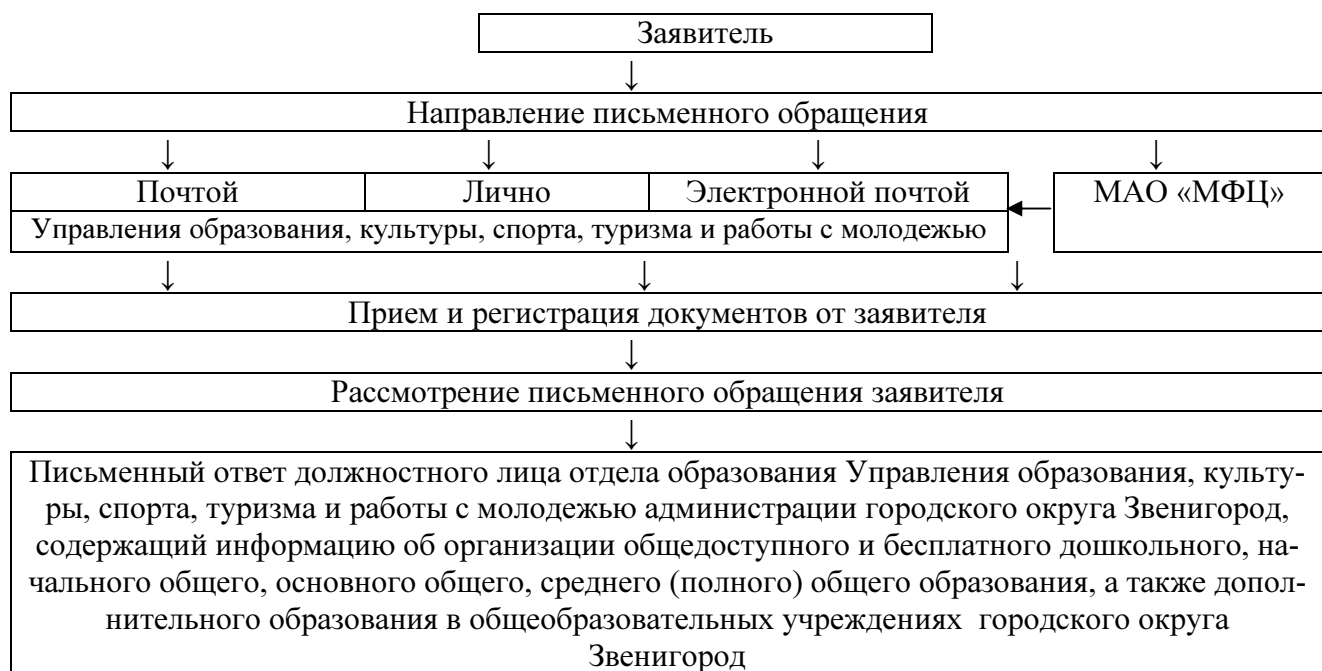 Заявитель
Направление письменного обращения
Почтой Лично Электронной почтой МАО «МФЦ»
Управления образования, культуры, спорта, туризма и работы с молодежью
Прием и регистрация документов от заявителя
Рассмотрение письменного обращения заявителя
Письменный ответ должностного лица отдела образования Управления образования, культу-
ры, спорта, туризма и работы с молодежью администрации городского округа Звенигород,
содержащий информацию об организации общедоступного и бесплатного дошкольного, на-
чального общего, основного общего, среднего (полного) общего образования, а также допол-
нительного образования в общеобразовательных учреждениях городского округа
Звенигород